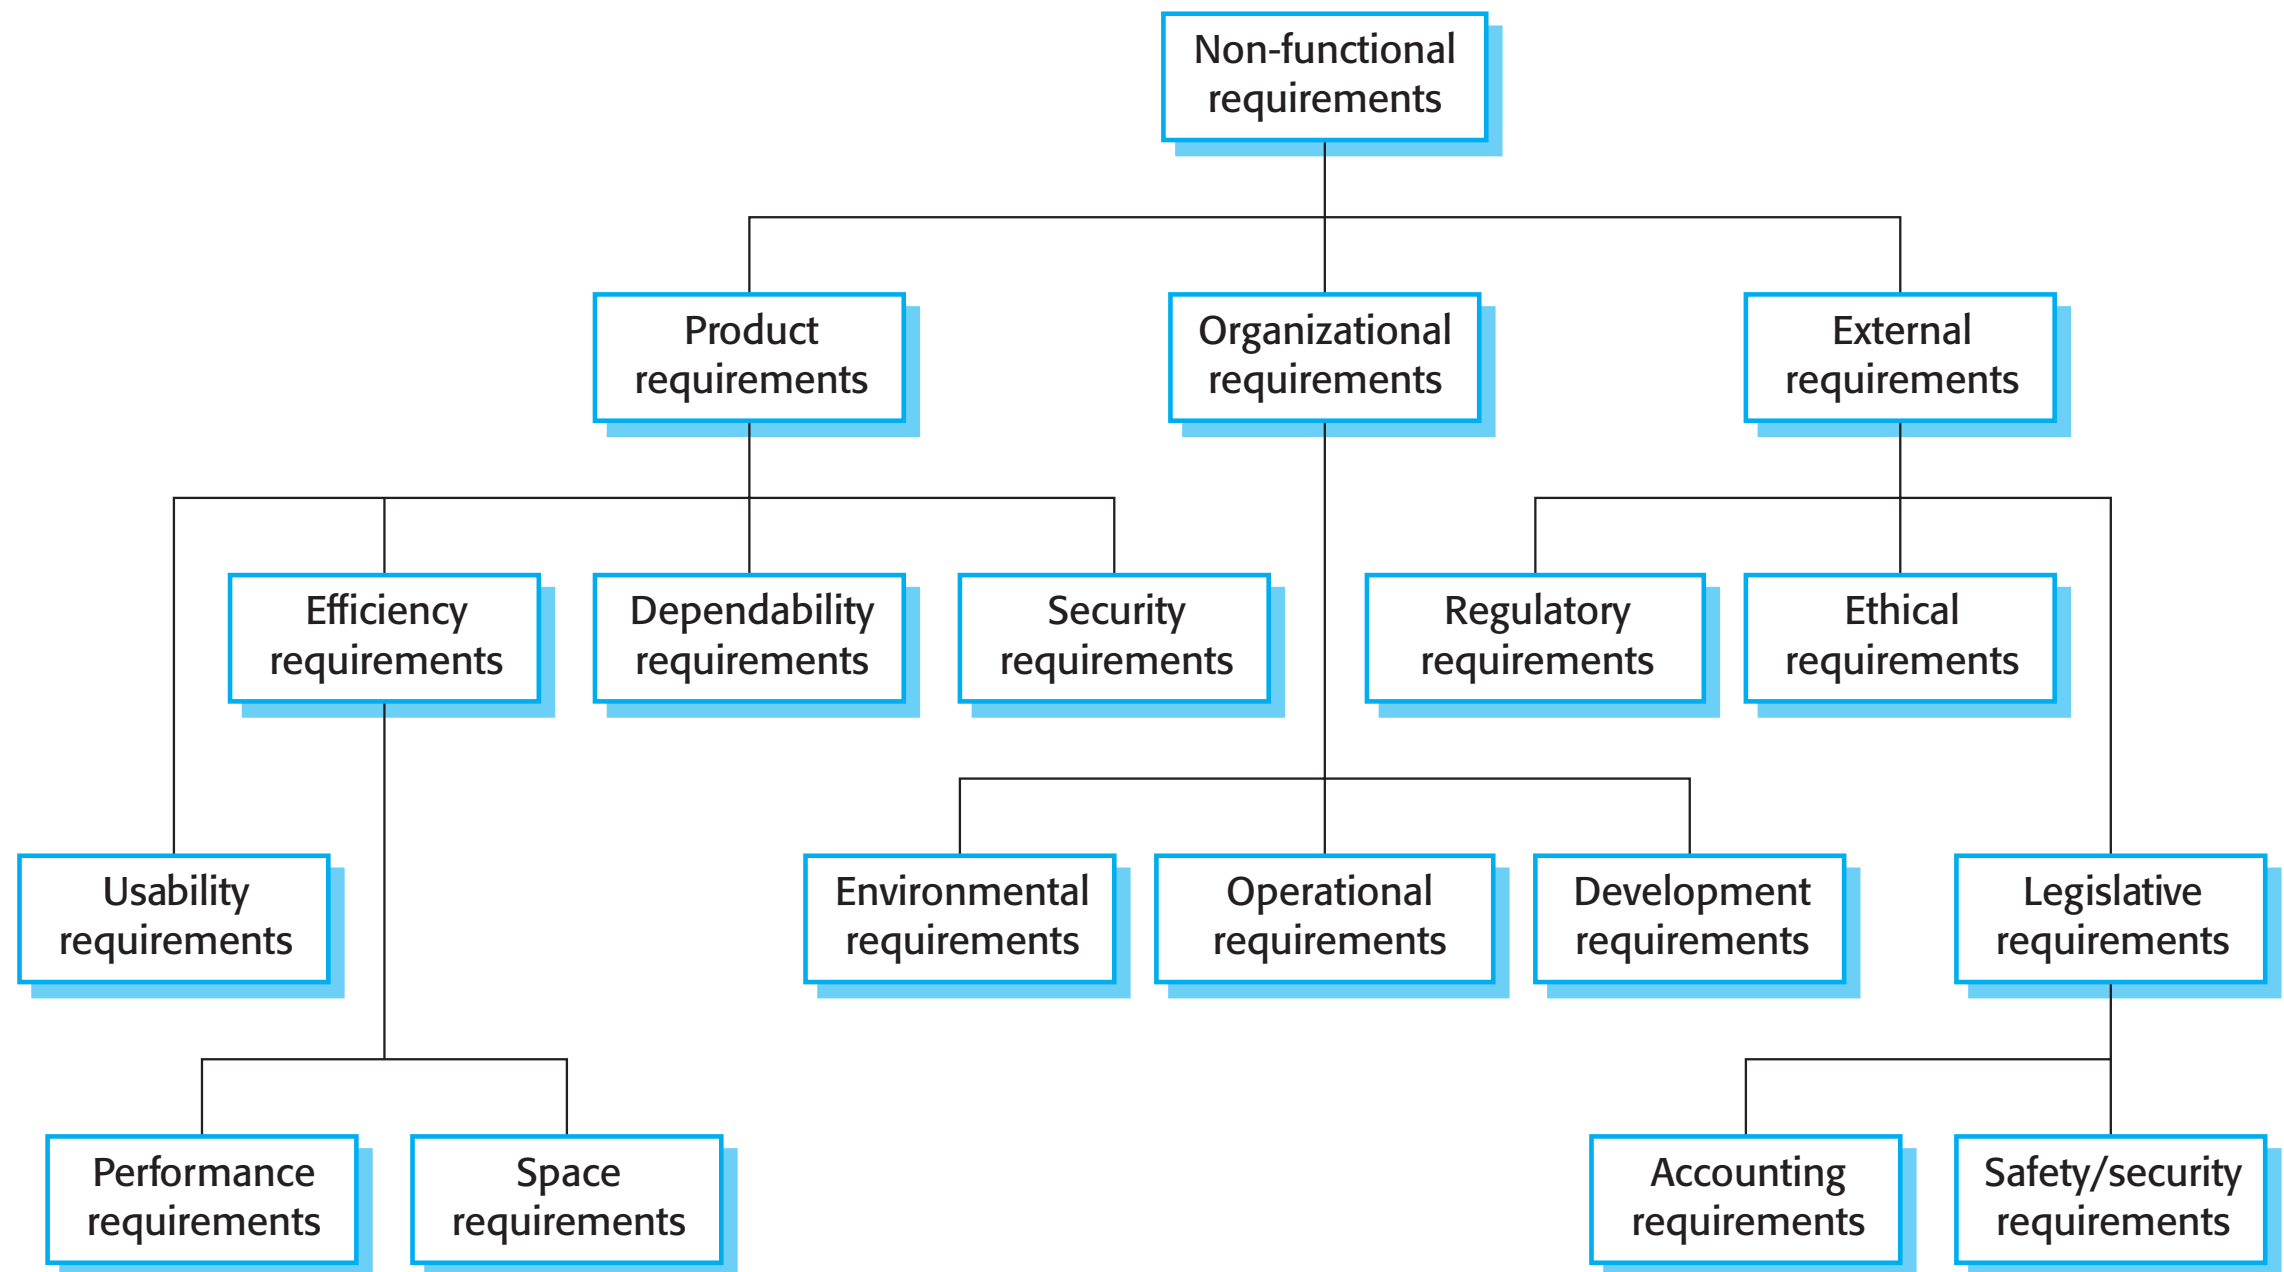 Non-functional
requirements
Product
requirements
Organizational
requirements
External
requirements
Efficiency
requirements
Dependability
requirements
Security
requirements
Regulatory
requirements
Ethical
requirements
Usability
requirements
Environmental
requirements
Operational
requirements
Development
requirements
Legislative
requirements
Performance
requirements
Space
requirements
Accounting
requirements
Safety/security
requirements